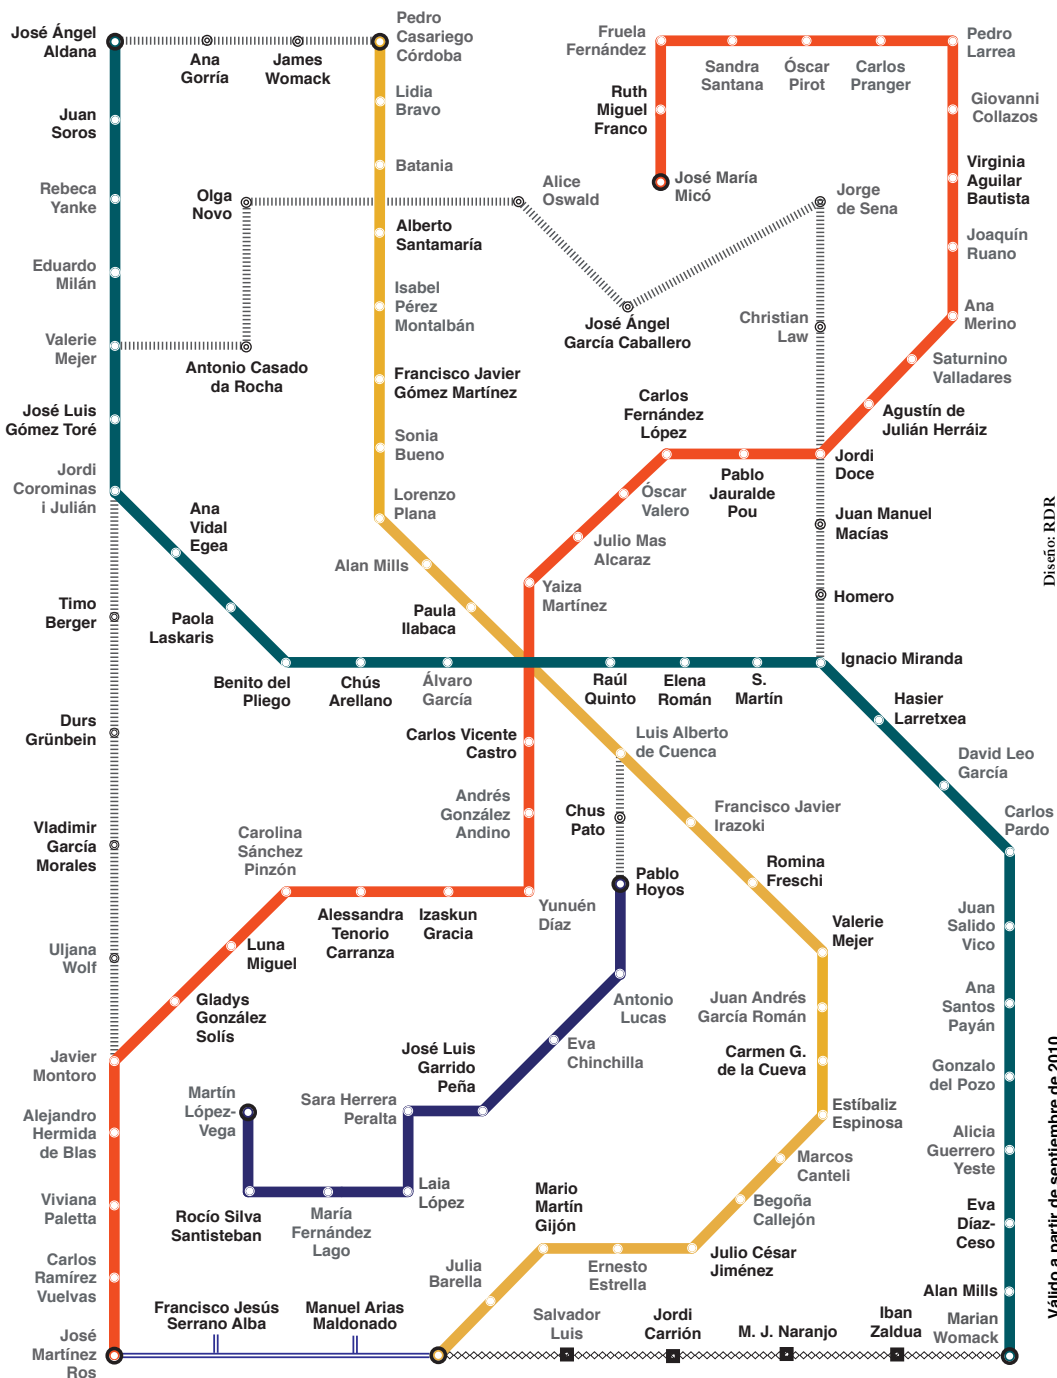 José Ángel
Aldana
Ana
Gorría
James
Womack
Pedro
Casariego
Córdoba
Fruela
Fernández
Sandra
Santana
Óscar
Pirot
Carlos
Pranger
Pedro
Larrea
Juan
Soros
Lidia
Bravo
Ruth
Miguel
Franco
Giovanni
Collazos
Rebeca
Yanke
Olga
Novo
Batania
Alice
Oswald
José María
Micó
Jorge
de Sena
Virginia
Aguilar
Bautista
Alberto
Santamaría
Joaquín
Ruano
Eduardo
Milán
Isabel
Pérez
Montalbán
José Ángel
García Caballero
Christian
Law
Ana
Merino
Valerie
Mejer
Antonio Casado
da Rocha
Francisco Javier
Gómez Martínez
Saturnino
Valladares
José Luis
Gómez Toré
Carlos
Fernández
López
Agustín de
Julián Herráiz
Sonia
Bueno
Jordi
Corominas
i Julián
Lorenzo
Plana
Óscar
Valero
Pablo
Jauralde
Pou
Jordi
Doce
Ana
Vidal
Egea
Juan Manuel
Macías
Diseño: RDR
Alan Mills
Julio Mas
Alcaraz
Yaiza
Martínez
Homero
Timo
Berger
Paola
Laskaris
Paula
Ilabaca
Benito del
Pliego
Chús
Arellano
Álvaro
García
Raúl
Quinto
Elena
Román
S.
Martín
Ignacio Miranda
Hasier
Larretxea
Durs
Grünbein
Carlos Vicente
Castro
Luis Alberto
de Cuenca
David Leo
García
Andrés
González
Andino
Chus
Pato
Francisco Javier
Irazoki
Carlos
Pardo
Vladimir
García
Morales
Carolina
Sánchez
Pinzón
Pablo
Hoyos
Romina
Freschi
Alessandra
Tenorio
Carranza
Izaskun
Gracia
Yunuén
Díaz
Valerie
Mejer
Juan
Salido
Vico
Uljana
Wolf
Luna
Miguel
Gladys
González
Solís
Antonio
Lucas
Juan Andrés
García Román
Ana
Santos
Payán
Javier
Montoro
José Luis
Garrido
Peña
Eva
Chinchilla
Carmen G.
de la Cueva
Gonzalo
del Pozo
Martín
López-
Vega
Sara Herrera
Peralta
Estíbaliz
Espinosa
Alejandro
Hermida
de Blas
Marcos
Canteli
Alicia
Guerrero
Yeste
Viviana
Paletta
Rocío Silva
Santisteban
María
Fernández
Lago
Laia
López
Mario
Martín
Gijón
Begoña
Callejón
Eva
Díaz-
Ceso
Carlos
Ramírez
Vuelvas
Julia
Barella
Ernesto
Estrella
Julio César
Jiménez
Alan Mills
Válido a partir de septiembre de 2010
Francisco Jesús
Serrano Alba
Manuel Arias
Maldonado
Salvador
Luis
Jordi
Carrión
M. J. Naranjo
Iban
Zaldua
Marian
Womack
José
Martínez
Ros